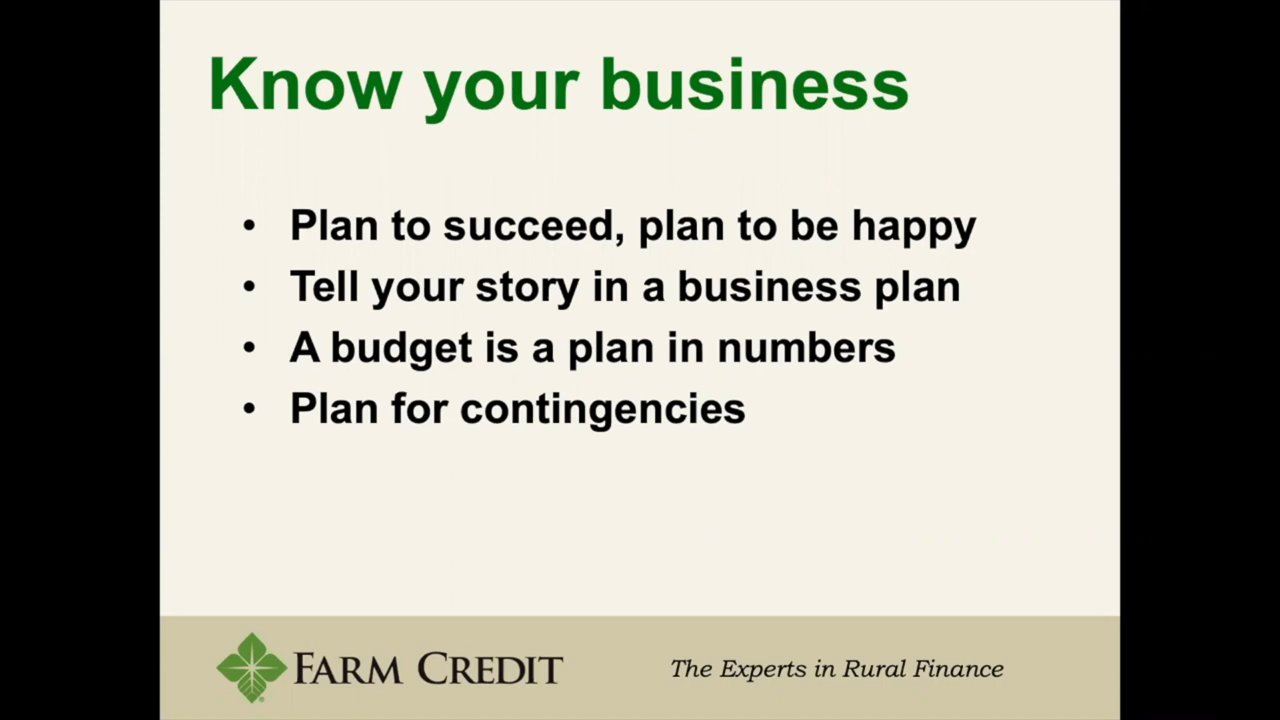 Know your business
• Plan to succeed, plan to be happy
• Tell your story in a business plan
• A budget is a plan in numbers
• Plan for contingencies
FARM CREDIT
The Experts in Rural Finance